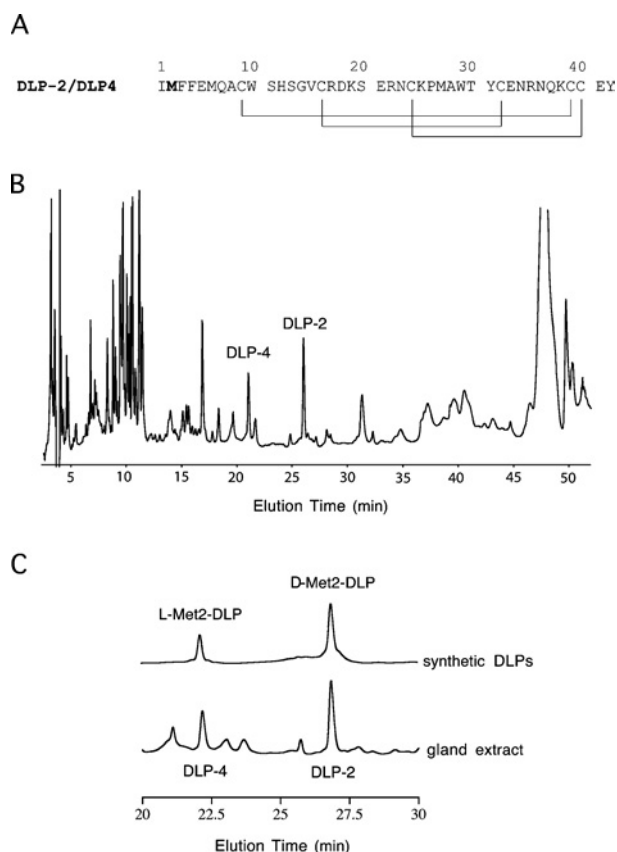 A
1 10 20 30 40
DLP-2/DLP4 IMFFEMQACW SHSGVCRDKS ERNCKPMAWT YCENRNQKCC EY
B
DLP-2
DLP-4
5 10 15 20 25 30 35 40 45 50
Elution Time (min)
C
D-Met2-DLP
L-Met2-DLP
synthetic DLPs
gland extract
DLP-4 DLP-2
20 22.5 25 27.5 30
Elution Time (min)